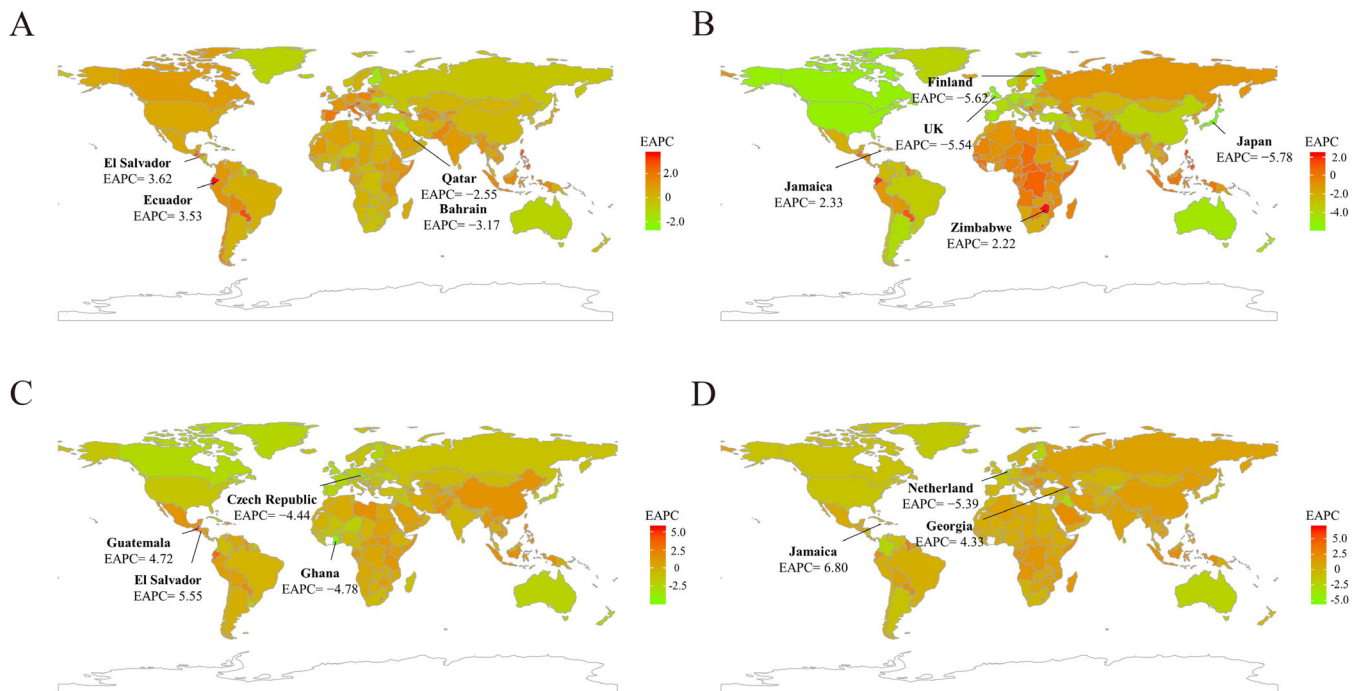 A
El Salvador
EAPC= 3.62
Ecuador
EAPC= 3.53
Qatar
EAPC= −2.55
Bahrain
EAPC= −3.17
EAPC
2.0
0
-2.0
B
Finland
EAPC= −5.62
UK
EAPC= −5.54
Japan
EAPC= −5.78
Jamaica
EAPC= 2.33
Zimbabwe
EAPC= 2.22
EAPC
2.0
0
-2.0
-4.0
C
Czech Republic
EAPC= −4.44
Guatemala
EAPC= 4.72
El Salvador
EAPC= 5.55
Ghana
EAPC= −4.78
EAPC
5.0
2.5
0
-2.5
D
Netherland
EAPC= −5.39
Georgia
EAPC= 4.33
Jamaica
EAPC= 6.80
EAPC
5.0
2.5
0
-2.5
-5.0